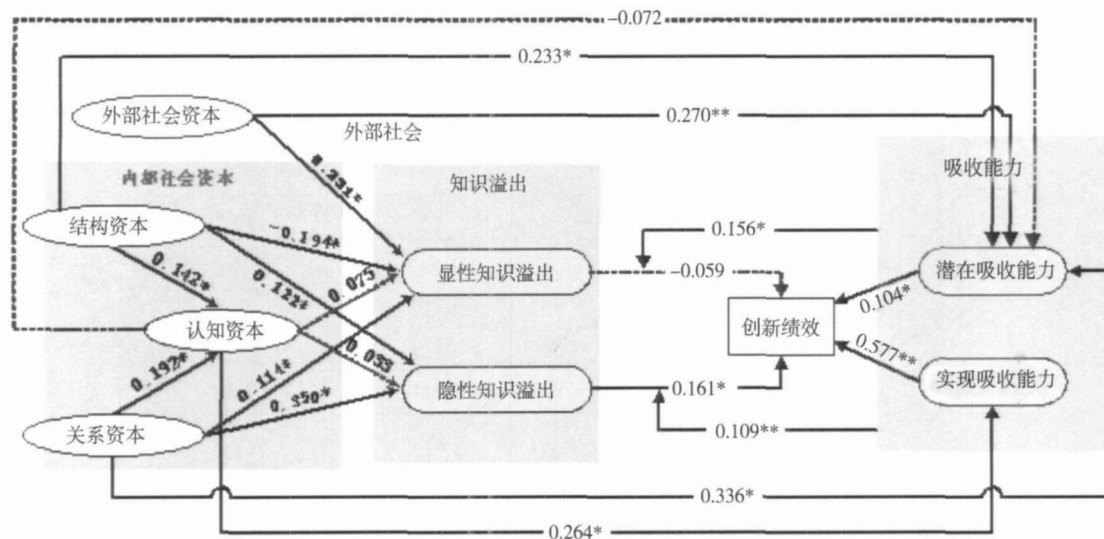 -0.072
0.233*
外部社会资本
0.270**
外部社会
0.231*
内部社会资本
知识溢出
吸收能力
结构资本
-0.194*
0.156*
显性知识溢出
-0.059
潜在吸收能力
0.142*
0.122*
0.075
0.104*
认知资本
创新绩效
0.192*
0.114*
0.033
0.577**
0.350*
隐性知识溢出
0.161*
实现吸收能力
关系资本
0.109**
0.336*
0.264*